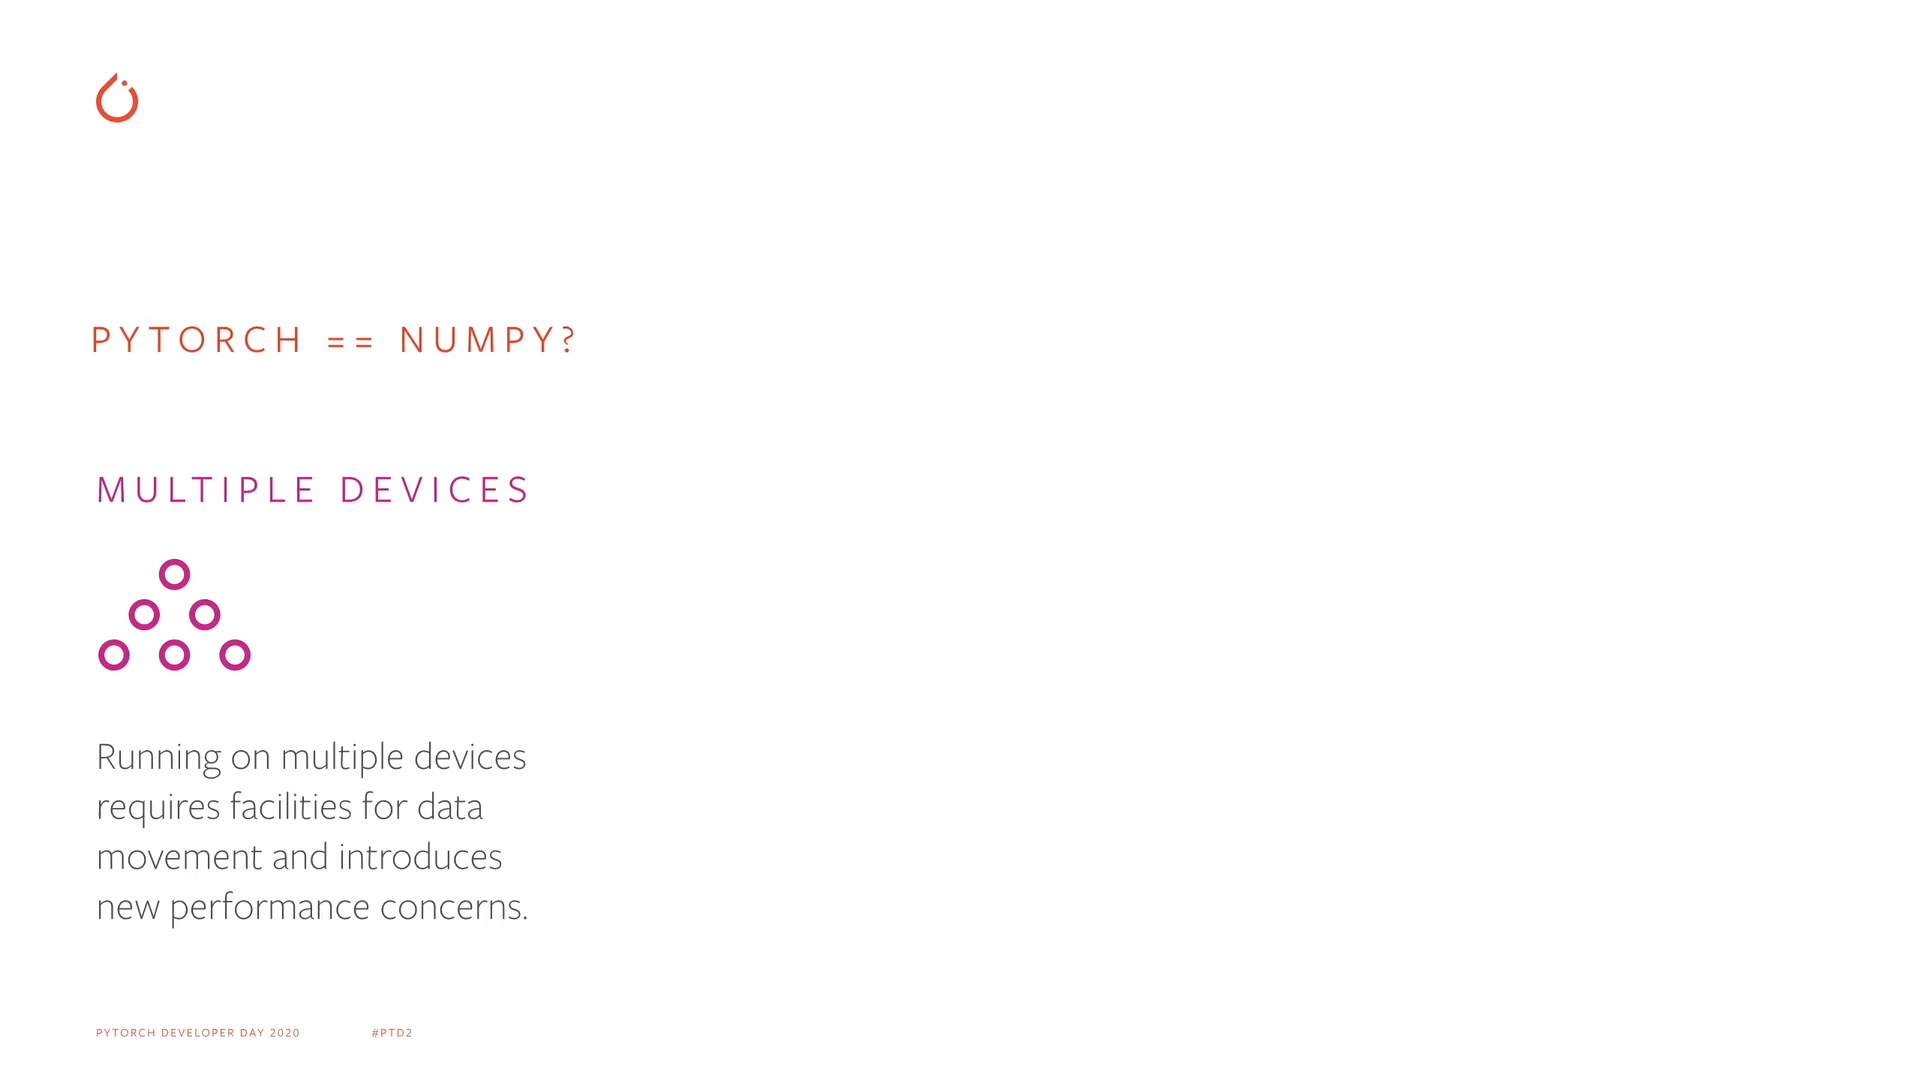 PYTORCH == NUMPY?
MULTIPLE DEVICES
Running on multiple devices
requires facilities for data
movement and introduces
new performance concerns.
PYTORCH DEVELOPER DAY 2020 #PTD2